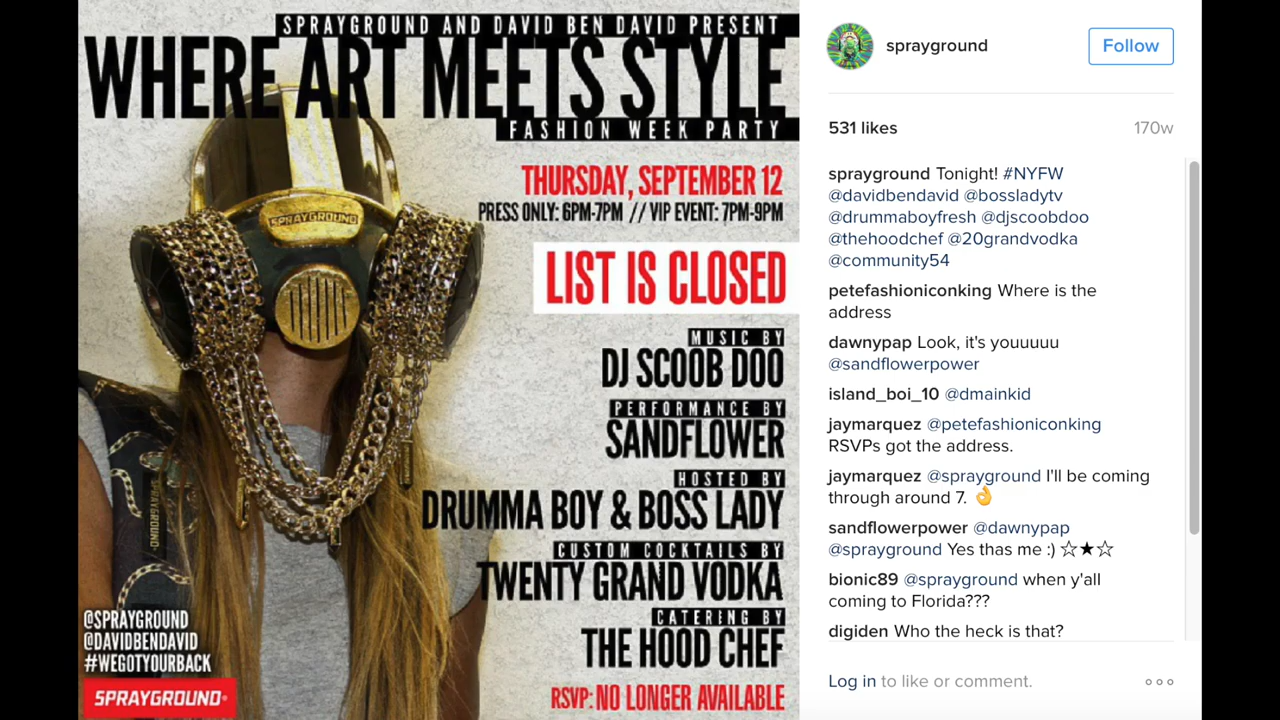 SPRAYGROUND AND DAVID BEN DAVID PRESENT
WHERE ART MEETS STYLE
FASHION WEEK PARTY
THURSDAY, SEPTEMBER 12
PRESS ONLY: 6PM-7PM // VIP EVENT: 7PM-9PM
SPRAYGROUND
LIST IS CLOSED
MUSIC BY
DJ SCOOB DOO
PERFORMANCE BY
SANDFLOWER
HOSTED BY
DRUMMA BOY & BOSS LADY
CUSTOM COCKTAILS BY
TWENTY GRAND VODKA
CATERING BY
THE HOOD CHEF
RSVP: NO LONGER AVAILABLE
SPRAYGROUND
@SPRAYGROUND
@DAVIDBENDAVID
#WEGOTYOURBACK
SPRAYGROUND®
sprayground
Follow
531 likes
170w
sprayground Tonight! #NYFW
@davidbendavid @bossladytv
@drummaboyfresh @djscoobdoo
@thehoodchef @20grandvodka
@community54
petefashioniconking Where is the
address
dawnypap Look, it's youuuuu
@sandflowerpower
island_boi_10 @dmainkid
jaymarquez @petefashioniconking
RSVPs got the address.
jaymarquez @sprayground I'll be coming
through around 7. 👌
sandflowerpower @dawnypap
@sprayground Yes thas me :) ☆★☆
bionic89 @sprayground when y'all
coming to Florida???
digiden Who the heck is that?
Log in to like or comment.